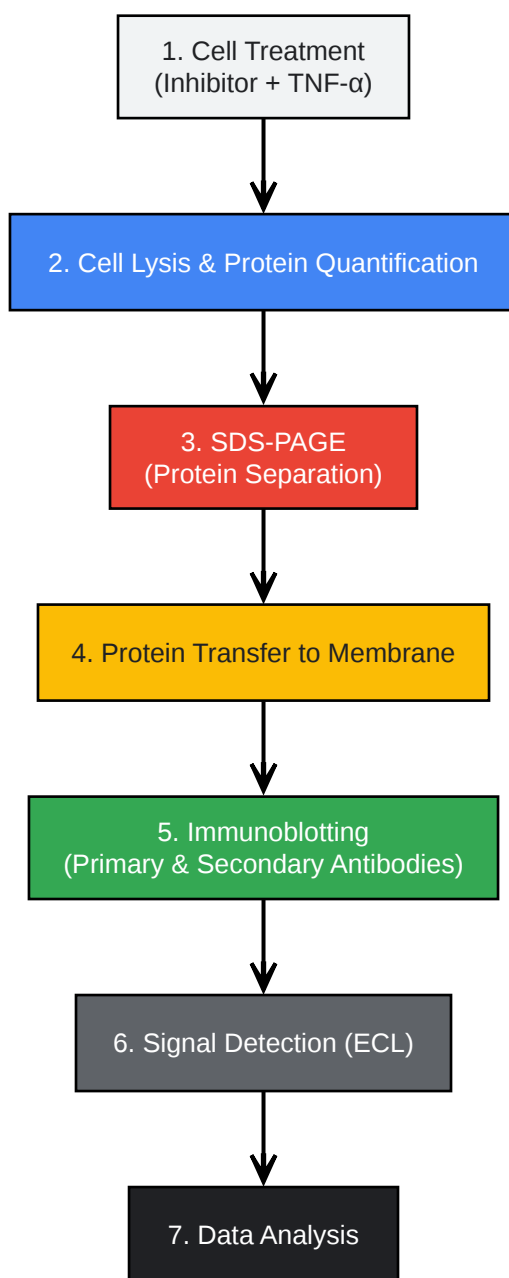 1. Cell Treatment
(Inhibitor + TNF-α)
2. Cell Lysis & Protein Quantification
3. SDS-PAGE
(Protein Separation)
4. Protein Transfer to Membrane
5. Immunoblotting
(Primary & Secondary Antibodies)
6. Signal Detection (ECL)
7. Data Analysis